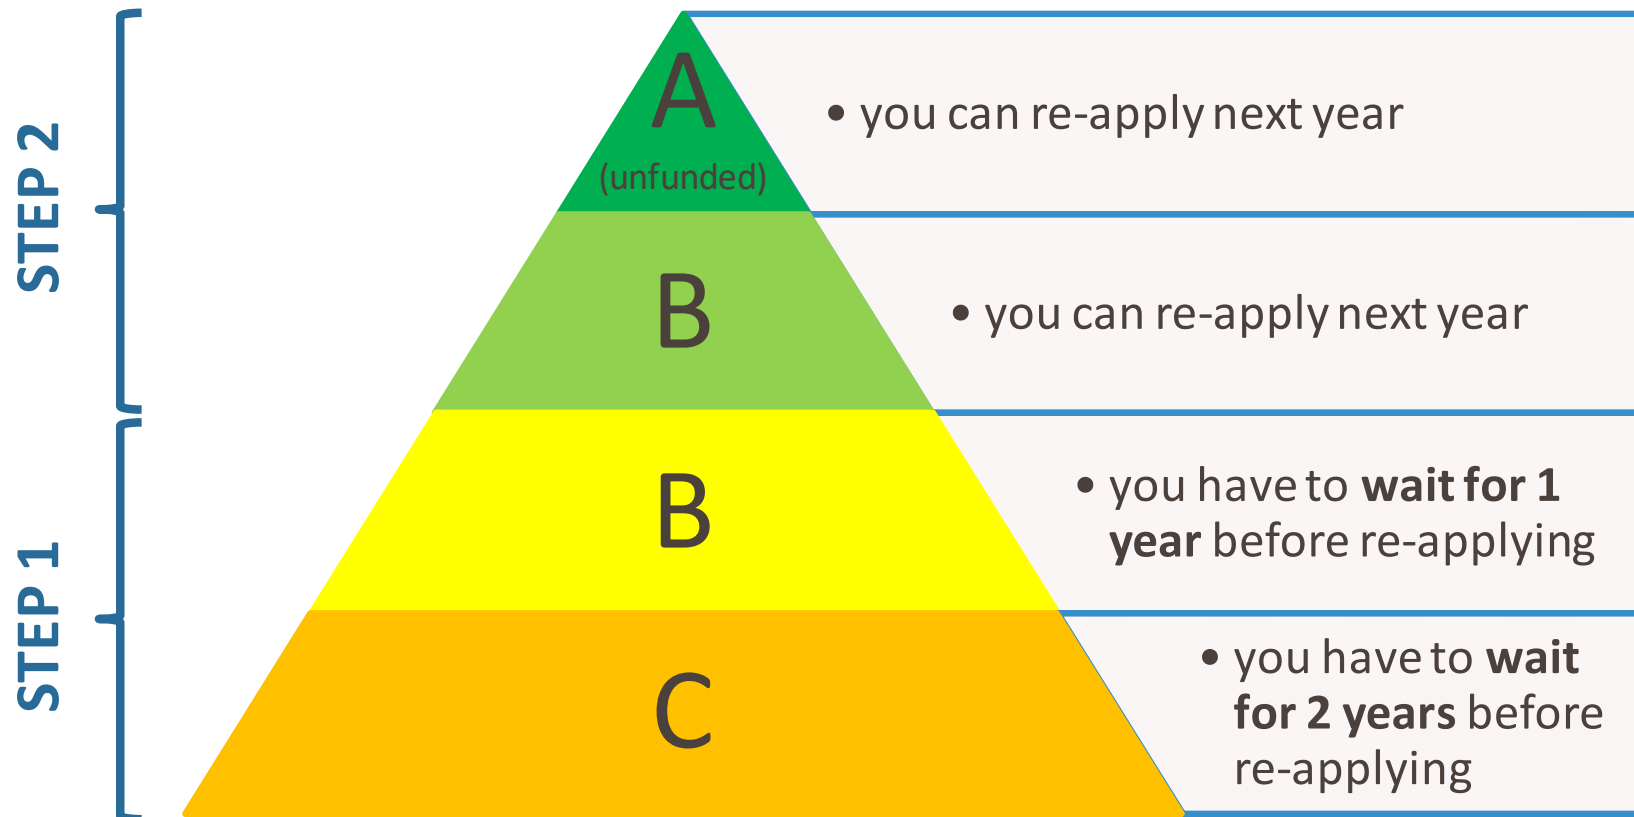 STEP 2
A
(unfunded)
• you can re-apply next year
B
• you can re-apply next year
STEP 1
B
• you have to wait for 1
year before re-applying
C
• you have to wait
for 2 years before
re-applying